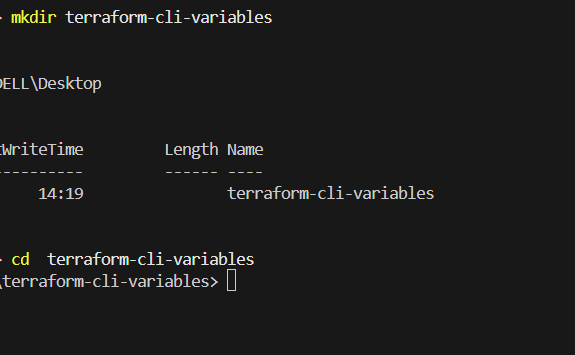 > mkdir terraform-cli-variables
DELL\Desktop
tWriteTime Length Name
---------- ------ ----
14:19 terraform-cli-variables
> cd  terraform-cli-variables
\terraform-cli-variables>